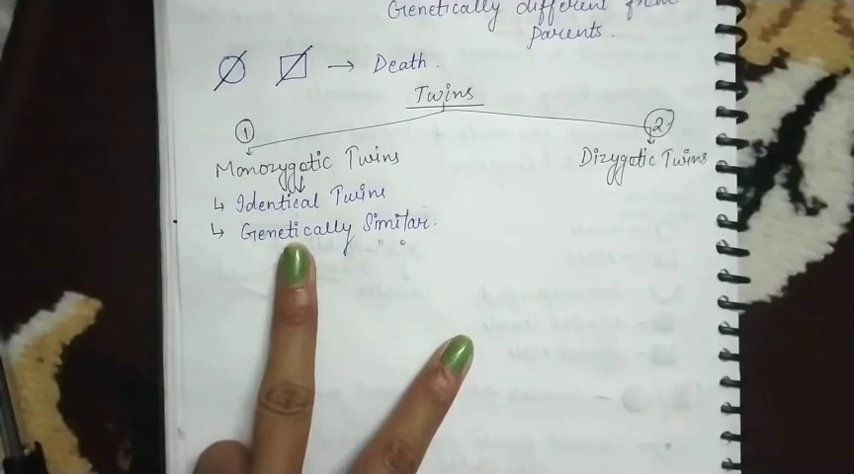 Genetically different from
Parents.
→ Death.
Twins
① ②
Monozygotic Twins Dizygotic Twins
↳ Identical Twins
↳ Genetically Similar.